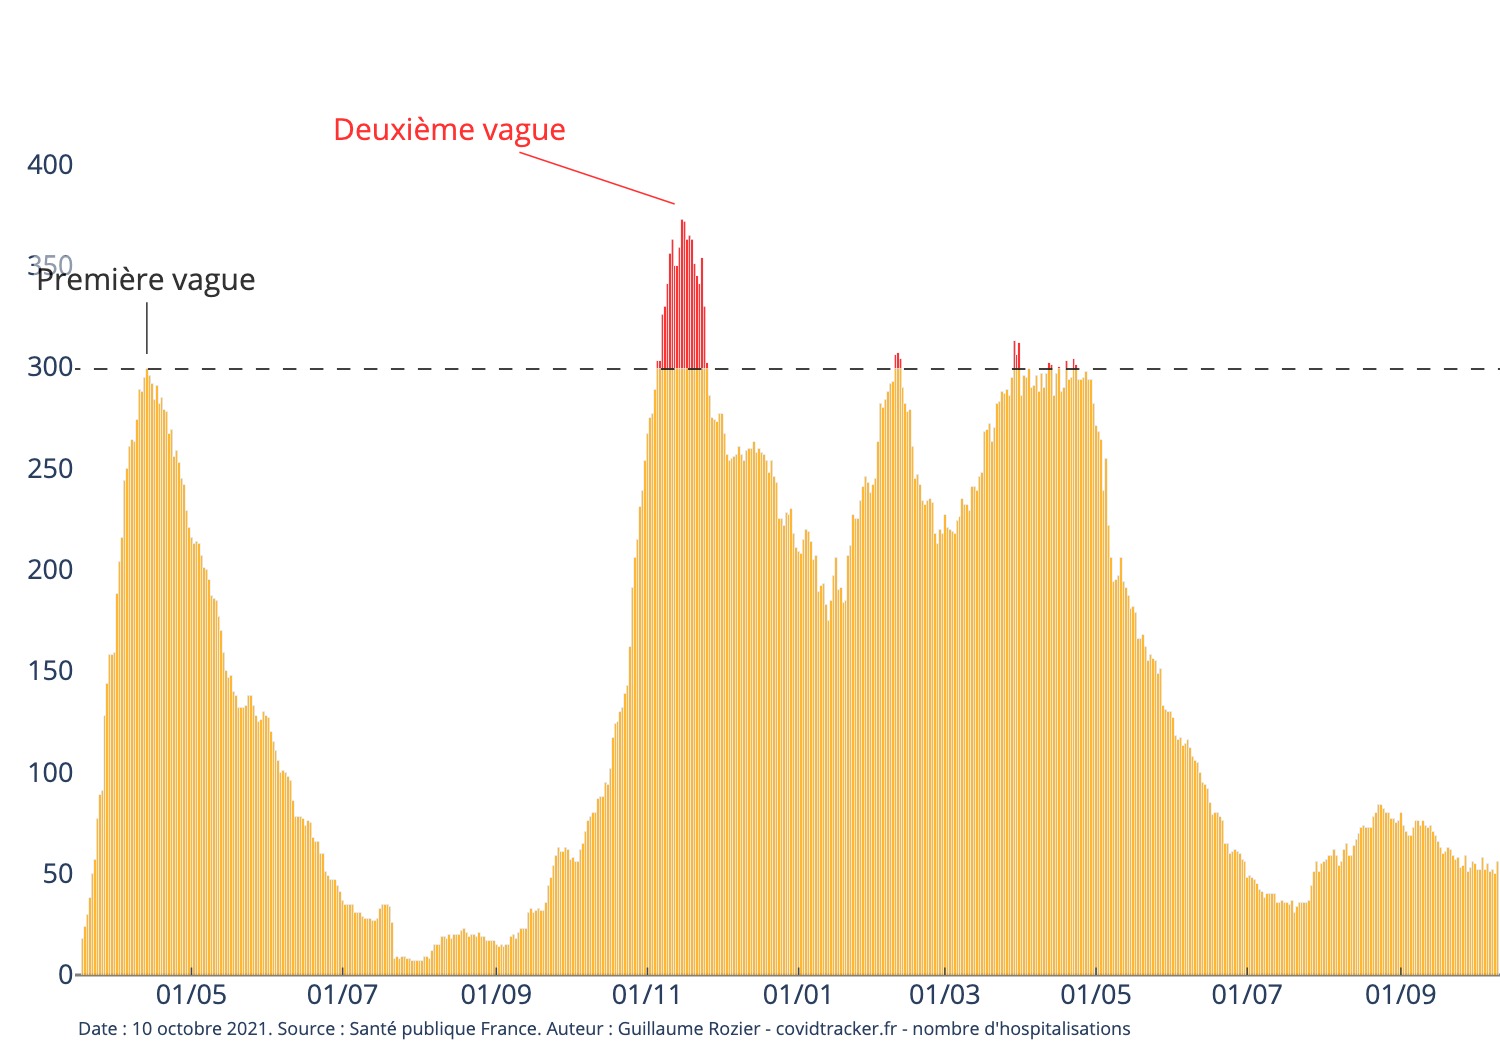 Deuxième vague
400
350
Première vague
300
250
200
150
100
50
0
01/05 01/07 01/09 01/11 01/01 01/03 01/05 01/07 01/09
Date : 10 octobre 2021. Source : Santé publique France. Auteur : Guillaume Rozier - covidtracker.fr - nombre d'hospitalisations